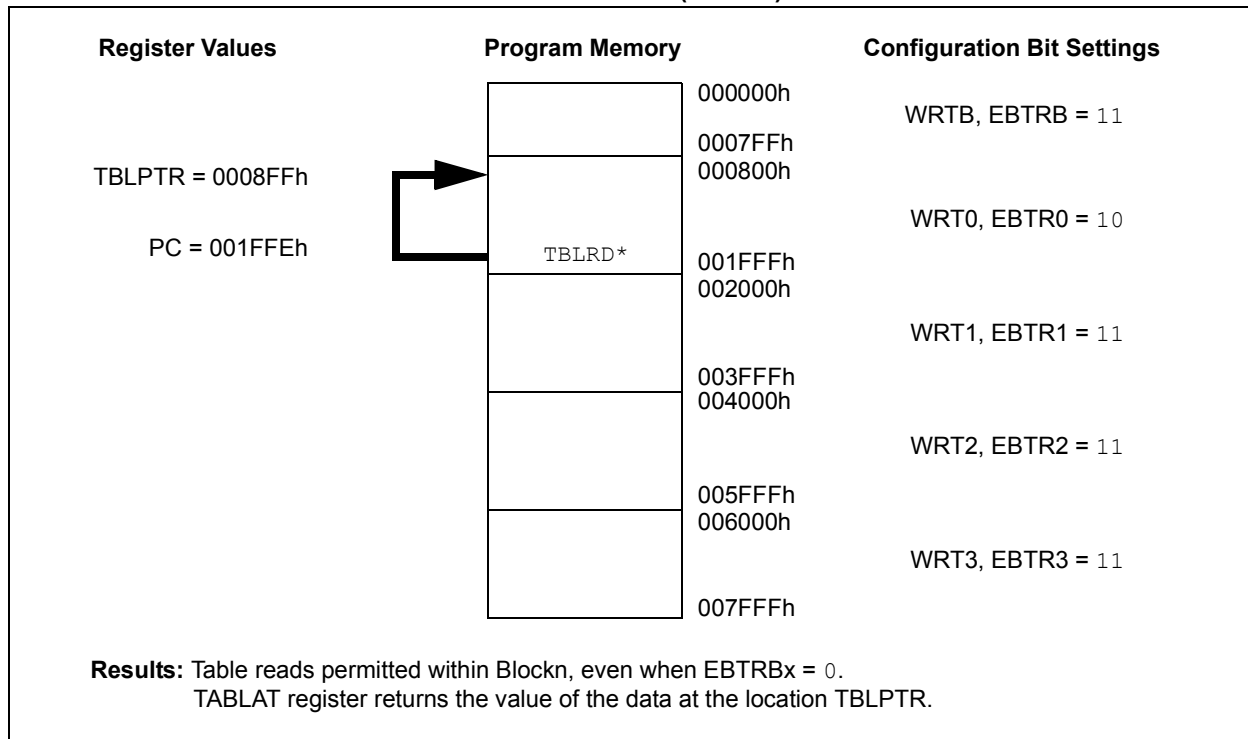 Register Values Program Memory Configuration Bit Settings
000000h
WRTB, EBTRB = 11
0007FFh
TBLPTR = 0008FFh 000800h
WRT0, EBTR0 = 10
PC = 001FFEh TBLRD* 001FFFh
002000h
WRT1, EBTR1 = 11
003FFFh
004000h
WRT2, EBTR2 = 11
005FFFh
006000h
WRT3, EBTR3 = 11
007FFFh
Results: Table reads permitted within Blockn, even when EBTRBx = 0.
TABLAT register returns the value of the data at the location TBLPTR.